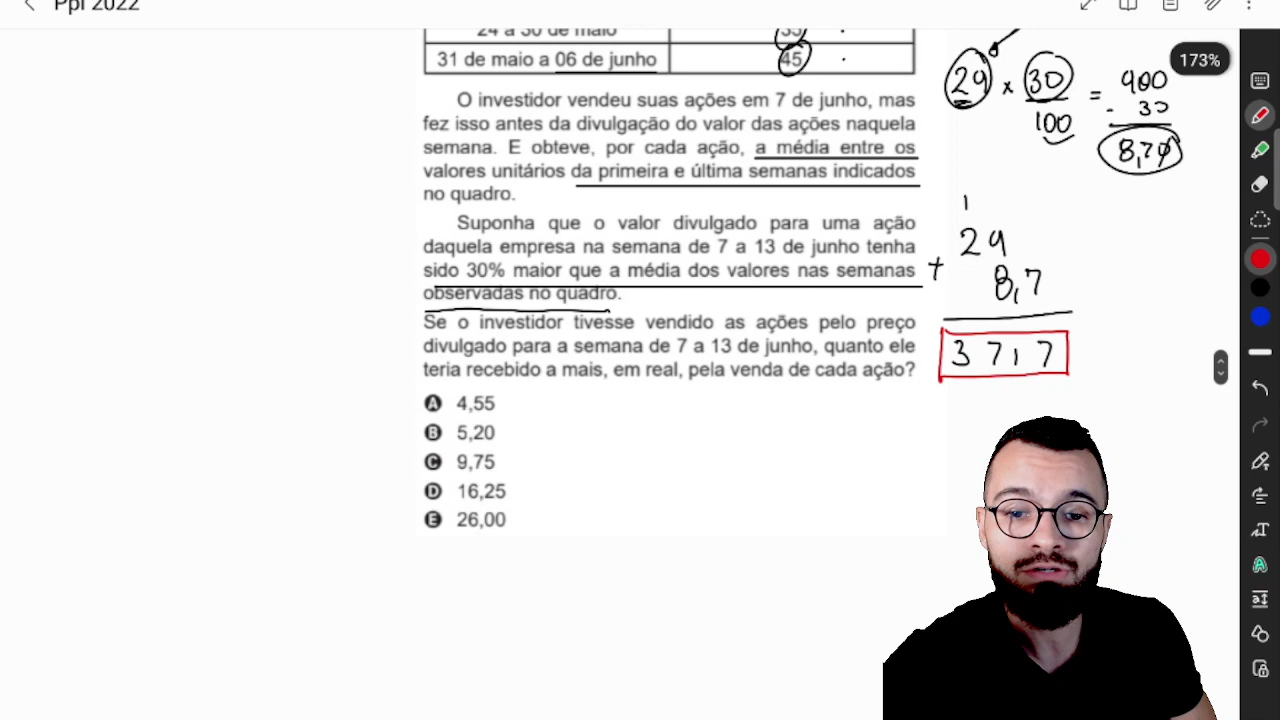 Ppl 2022
24 a 30 de maio 35
31 de maio a 06 de junho 45
173%
O investidor vendeu suas ações em 7 de junho, mas
fez isso antes da divulgação do valor das ações naquela
semana. E obteve, por cada ação, a média entre os
valores unitários da primeira e última semanas indicados
no quadro.
Suponha que o valor divulgado para uma ação
daquela empresa na semana de 7 a 13 de junho tenha
sido 30% maior que a média dos valores nas semanas
observadas no quadro.
Se o investidor tivesse vendido as ações pelo preço
divulgado para a semana de 7 a 13 de junho, quanto ele
teria recebido a mais, em real, pela venda de cada ação?
A 4,55
B 5,20
C 9,75
D 16,25
E 26,00
29 x 30 = 900
100 - 30
8,70
1
29
+ 8,7
37,7